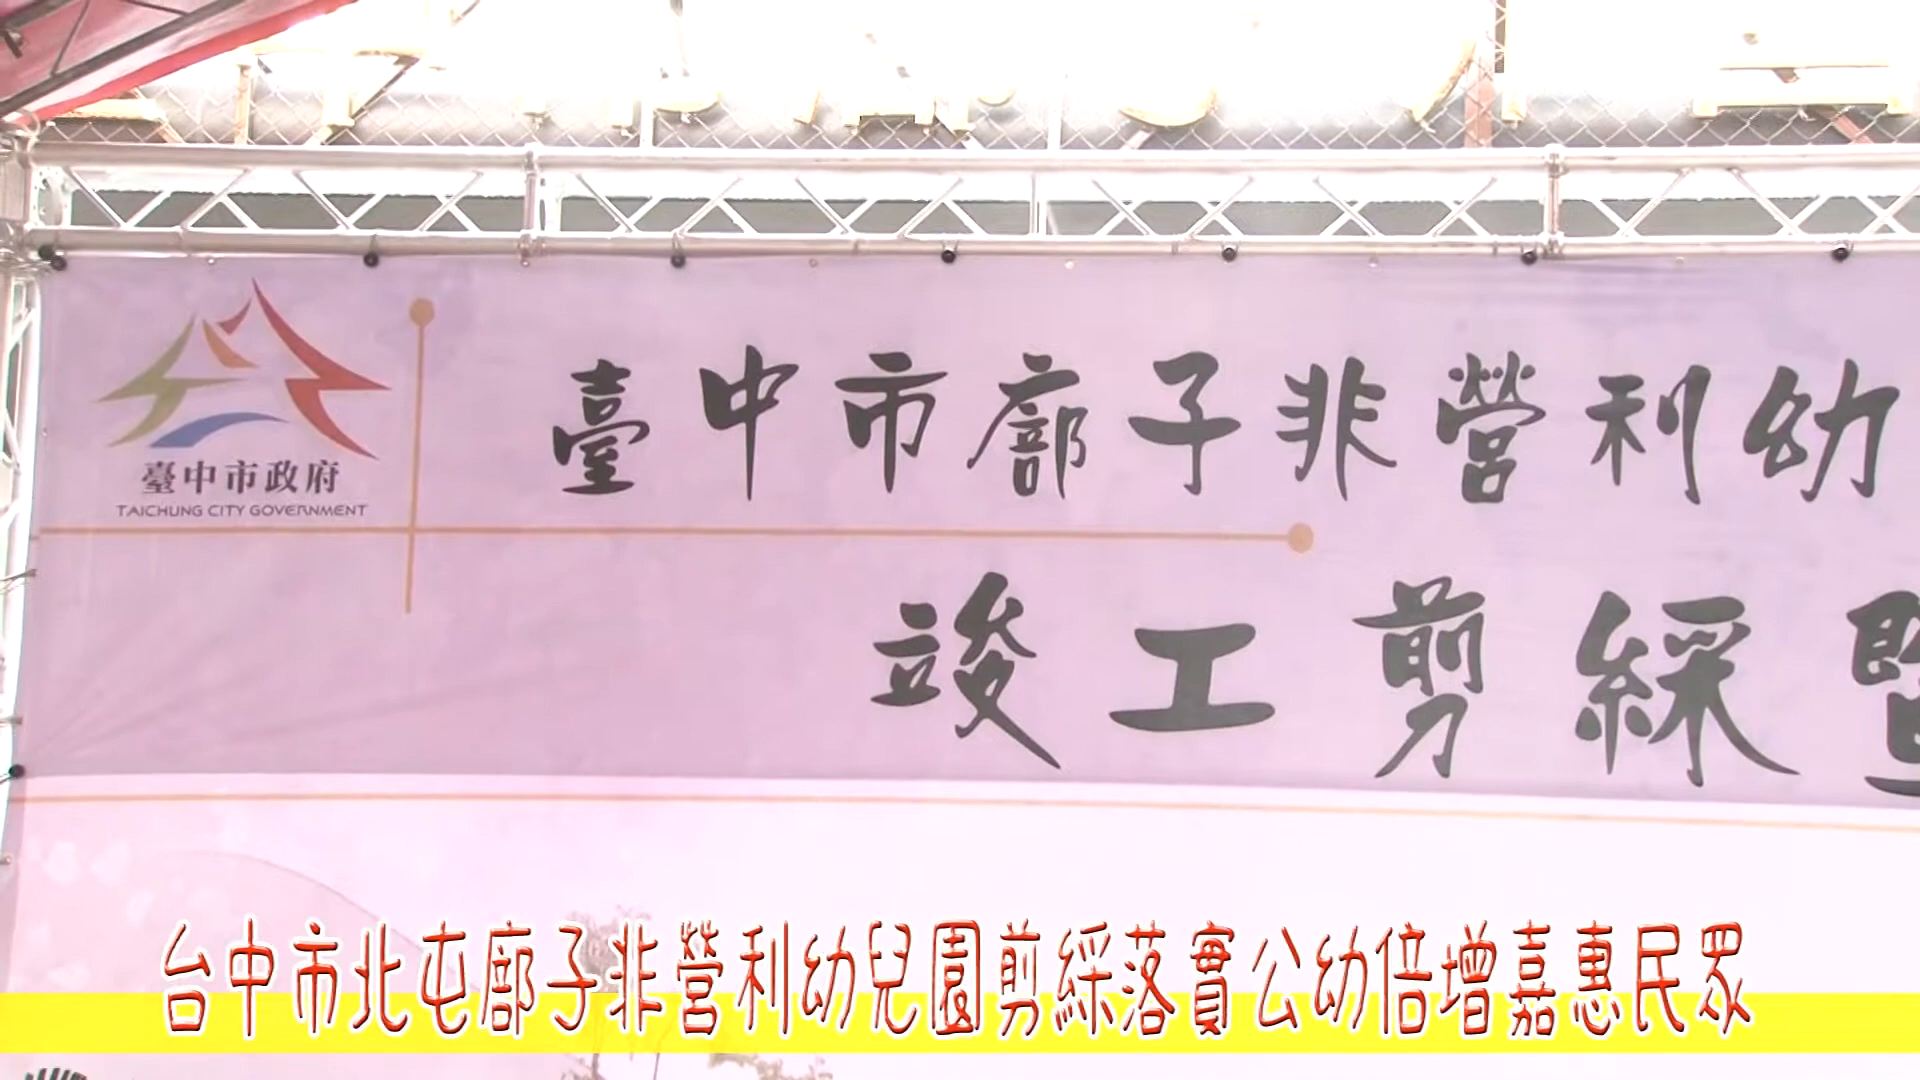 臺中市政府
TAICHUNG CITY GOVERNMENT
臺中市廍子非營利幼
竣工剪綵暨
台中市北屯廍子非營利幼兒園剪綵落實公幼倍增嘉惠民眾